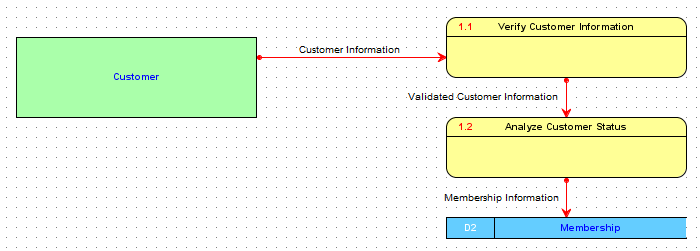 1.1 Verify Customer Information
Customer Information
Customer
Validated Customer Information
1.2 Analyze Customer Status
Membership Information
D2 Membership